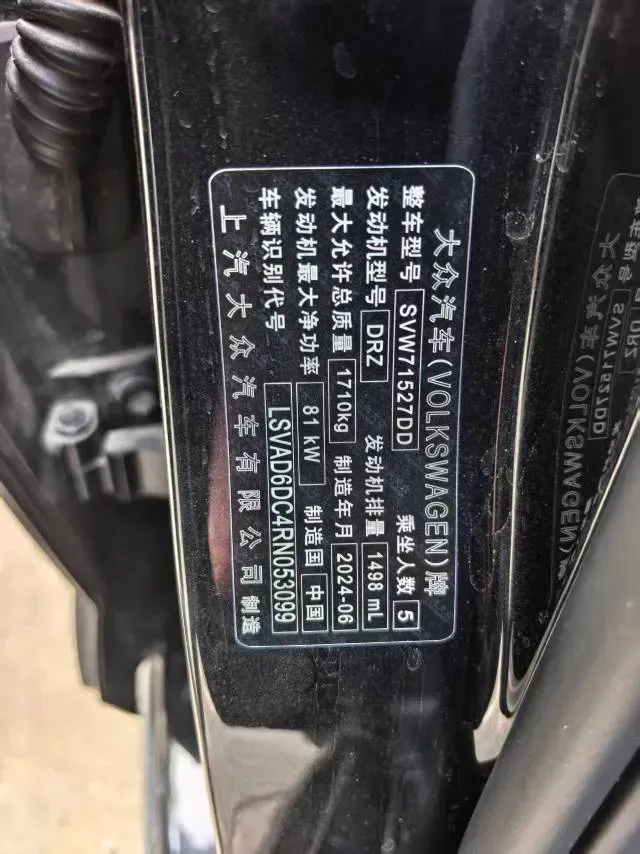 大众汽车(VOLKSWAGEN)牌
整车型号 SVW71527DD 乘坐人数 5
发动机型号 DRZ 发动机排量 1498 mL
最大允许总质量 1710kg 制造年月 2024-06
发动机最大净功率 81 kW 制造国 中国
车辆识别代号 LSVAD6DC4RN053099
上汽大众汽车有限公司 制造